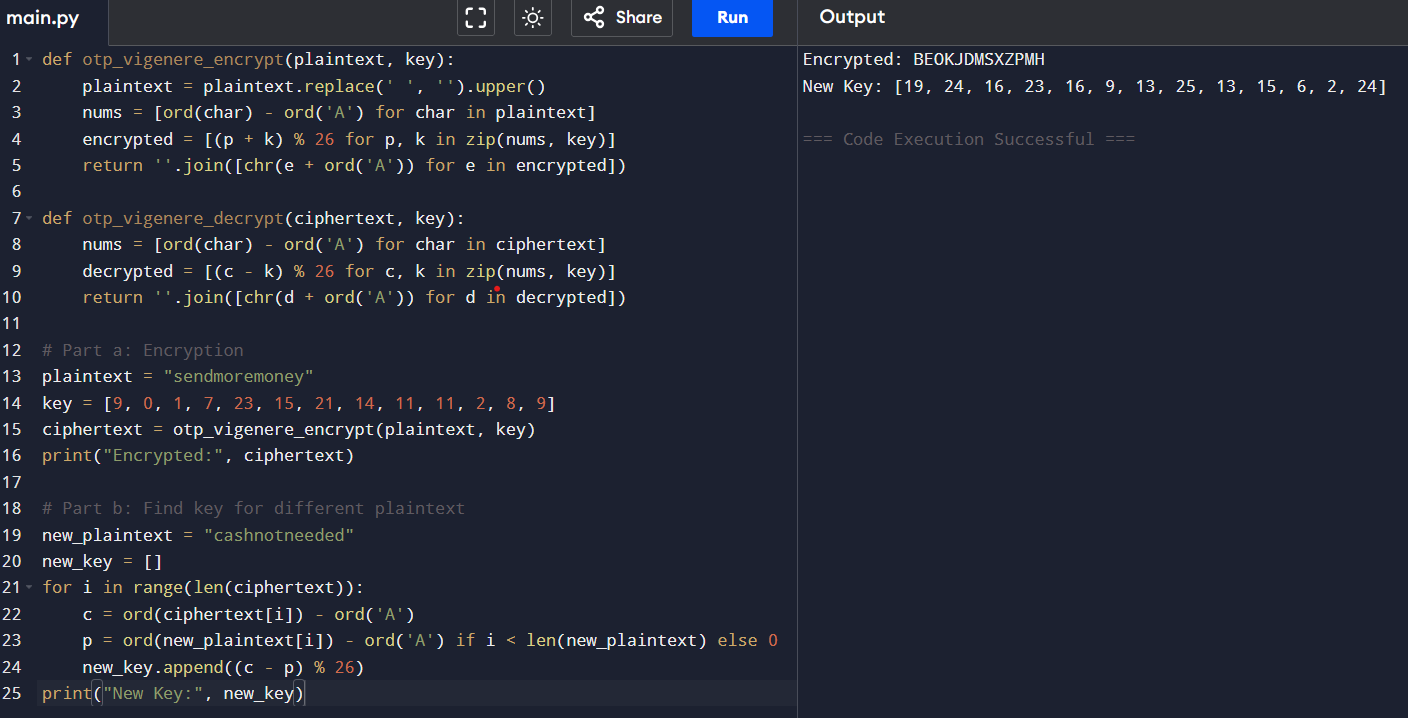 main.py
Share
Run
Output
1 def otp_vigenere_encrypt(plaintext, key):
2     plaintext = plaintext.replace(' ', '').upper()
3     nums = [ord(char) - ord('A') for char in plaintext]
4     encrypted = [(p + k) % 26 for p, k in zip(nums, key)]
5     return ''.join([chr(e + ord('A')) for e in encrypted])
6
7 def otp_vigenere_decrypt(ciphertext, key):
8     nums = [ord(char) - ord('A') for char in ciphertext]
9     decrypted = [(c - k) % 26 for c, k in zip(nums, key)]
10     return ''.join([chr(d + ord('A')) for d in decrypted])
11
12 # Part a: Encryption
13 plaintext = "sendmoremoney"
14 key = [9, 0, 1, 7, 23, 15, 21, 14, 11, 11, 2, 8, 9]
15 ciphertext = otp_vigenere_encrypt(plaintext, key)
16 print("Encrypted:", ciphertext)
17
18 # Part b: Find key for different plaintext
19 new_plaintext = "cashnotneeded"
20 new_key = []
21 for i in range(len(ciphertext)):
22     c = ord(ciphertext[i]) - ord('A')
23     p = ord(new_plaintext[i]) - ord('A') if i < len(new_plaintext) else 0
24     new_key.append((c - p) % 26)
25 print("New Key:", new_key)
Encrypted: BEOKJDMSXZPMH
New Key: [19, 24, 16, 23, 16, 9, 13, 25, 13, 15, 6, 2, 24]
=== Code Execution Successful ===